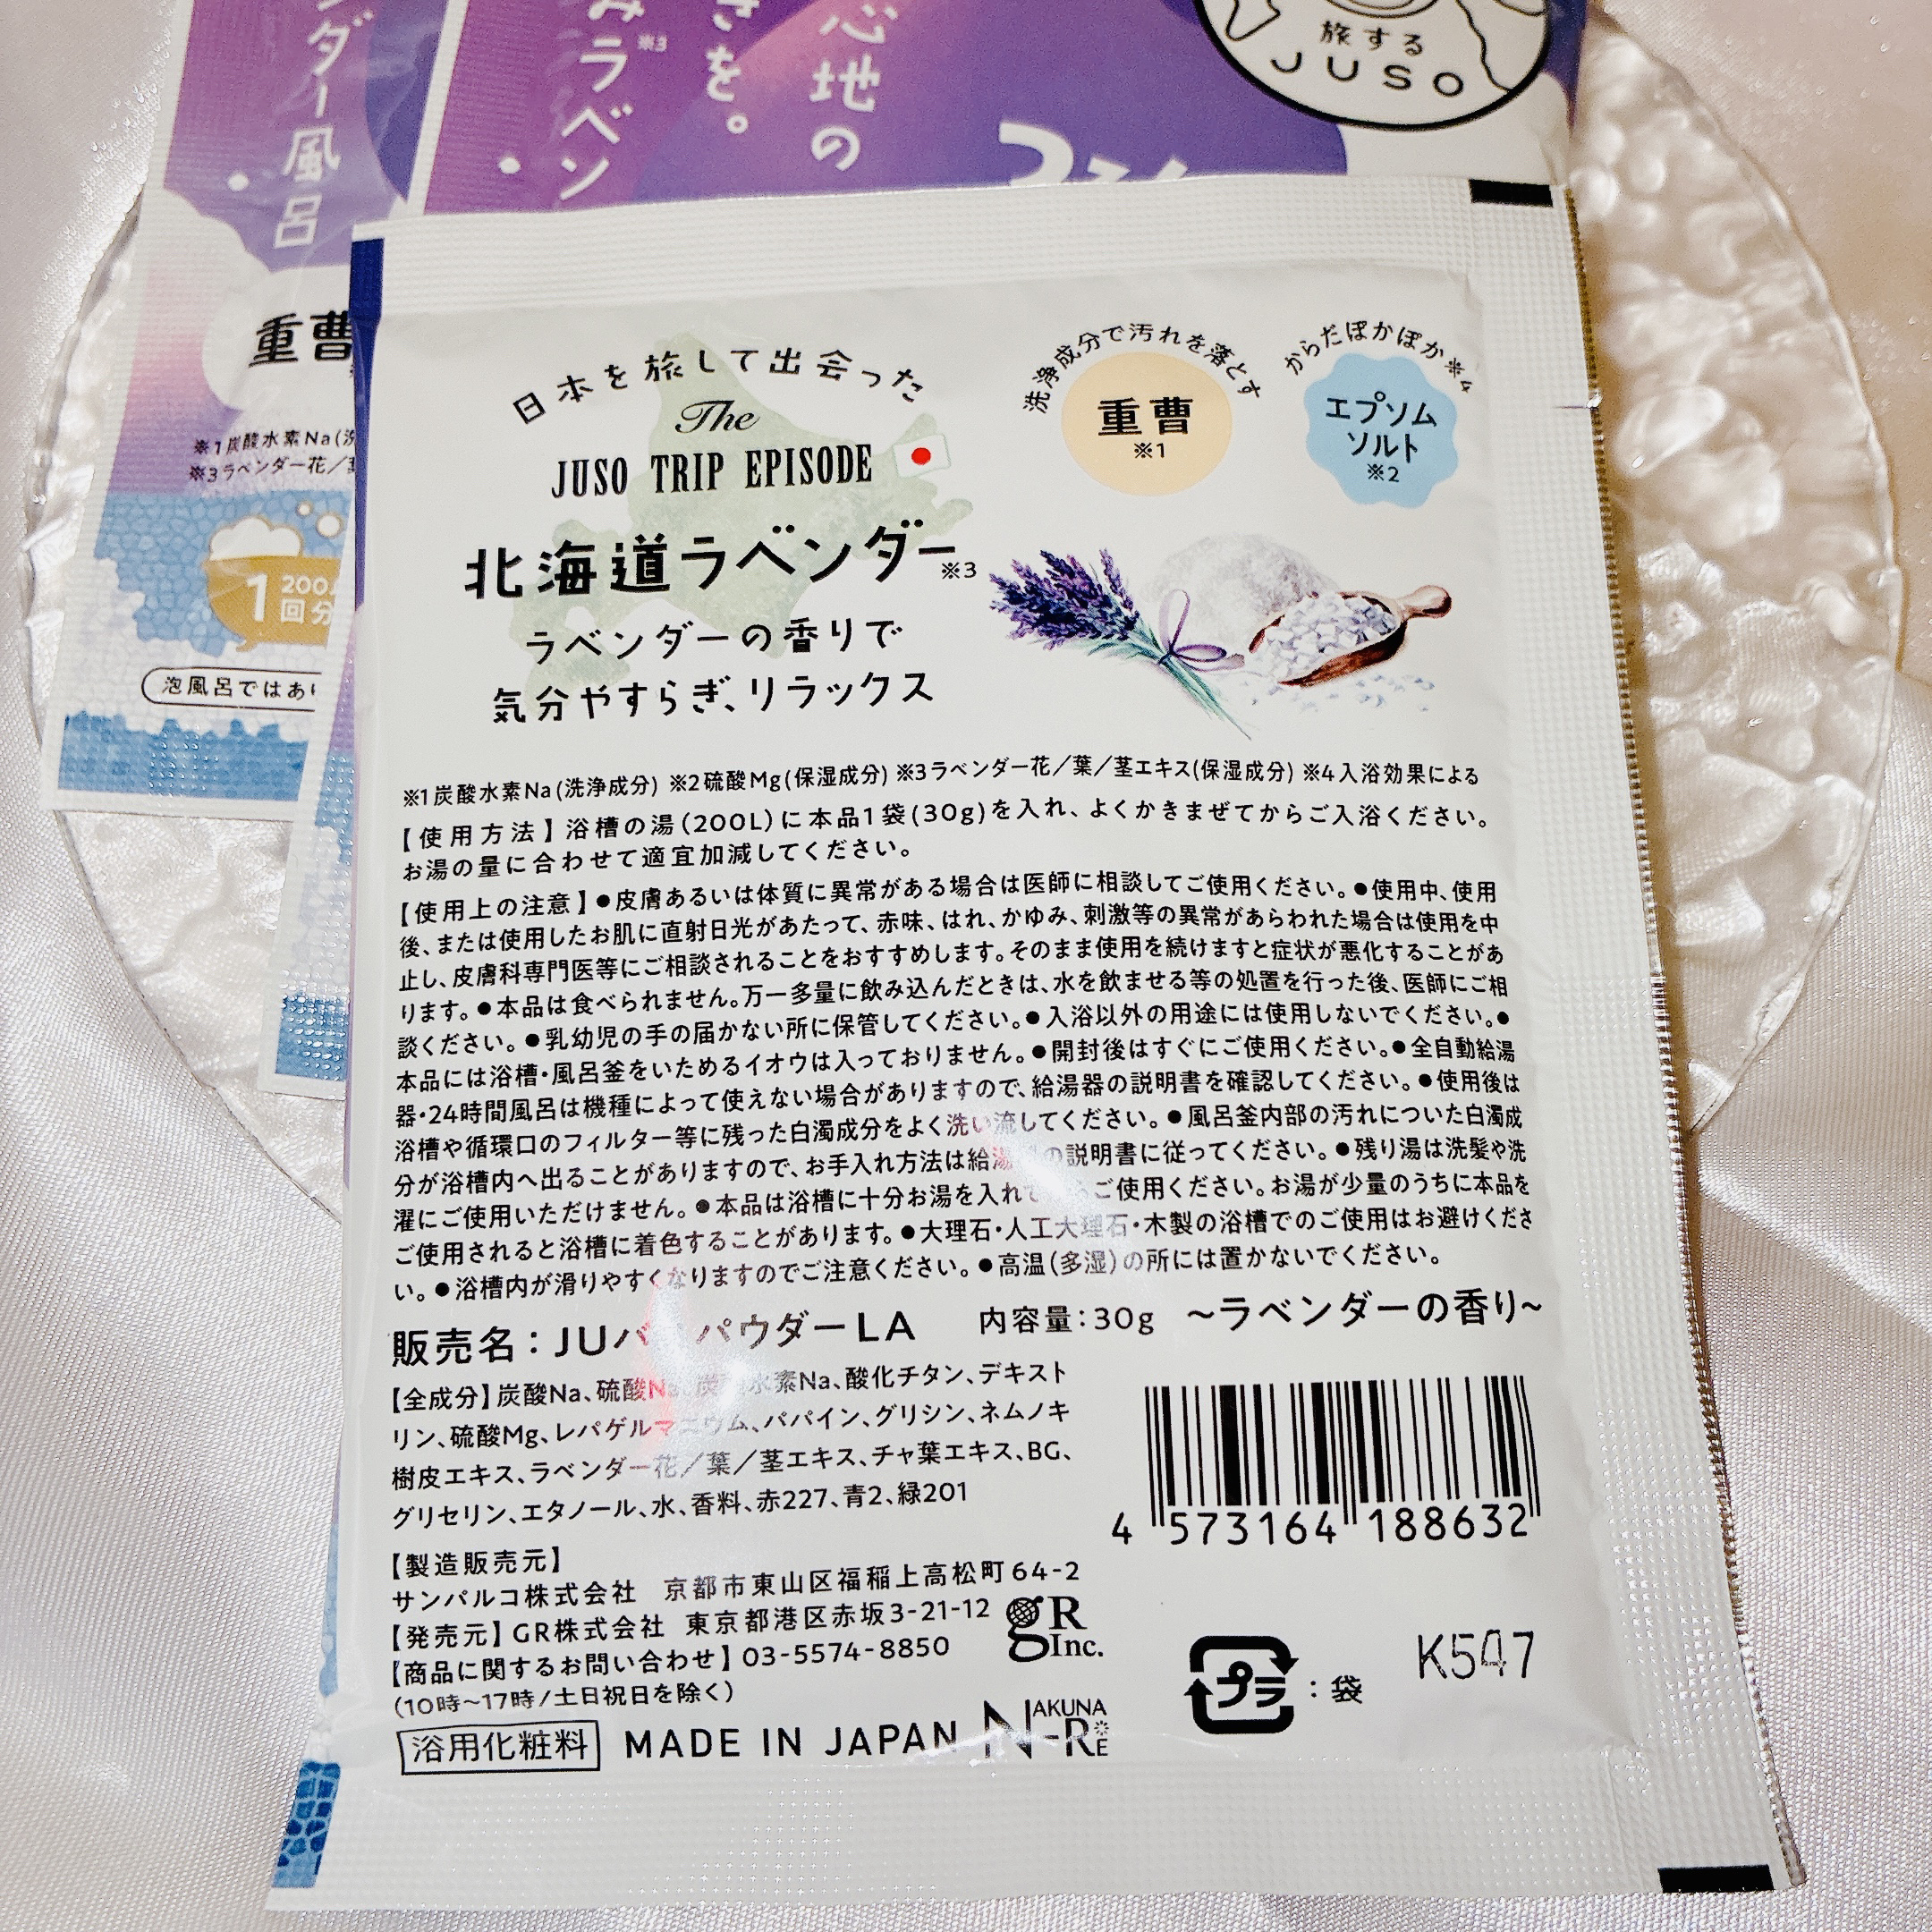 ンダー風呂
みラベン
※3
きを。
心地の
旅する
JUSO
重曹
※1炭酸水素Na(洗
※3ラベンダー花/葉
1
200L
回分
泡風呂ではあり
日本を旅して出会った
The
JUSO TRIP EPISODE
北海道ラベンダー※3
ラベンダーの香りで
気分やすらぎ、リラックス
洗浄成分で汚れを落とす
重曹
※1
からだぽかぽか※4
エプソム
ソルト
※2
※1炭酸水素Na(洗浄成分) ※2硫酸Mg(保湿成分) ※3ラベンダー花/葉/茎エキス(保湿成分) ※4入浴効果による
【使用方法】浴槽の湯(200L)に本品1袋(30g)を入れ、よくかきまぜてからご入浴ください。
お湯の量に合わせて適宜加減してください。
【使用上の注意】●皮膚あるいは体質に異常がある場合は医師に相談してご使用ください。●使用中、使用
後、または使用したお肌に直射日光があたって、赤味、はれ、かゆみ、刺激等の異常があらわれた場合は使用を中
止し、皮膚科専門医等にご相談されることをおすすめします。そのまま使用を続けますと症状が悪化することがあ
ります。●本品は食べられません。万一多量に飲み込んだときは、水を飲ませる等の処置を行った後、医師にご相
談ください。●乳幼児の手の届かない所に保管してください。●入浴以外の用途には使用しないでください。●
本品には浴槽・風呂釜をいためるイオウは入っておりません。●開封後はすぐにご使用ください。●全自動給湯
器・24時間風呂は機種によって使えない場合がありますので、給湯器の説明書を確認してください。●使用後は
浴槽や循環口のフィルター等に残った白濁成分をよく洗い流してください。●風呂釜内部の汚れについた白濁成
分が浴槽内へ出ることがありますので、お手入れ方法は給湯器の説明書に従ってください。●残り湯は洗髪や洗
濯にご使用いただけません。●本品は浴槽に十分お湯を入れてからご使用ください。お湯が少量のうちに本品を
ご使用されると浴槽に着色することがあります。●大理石・人工大理石・木製の浴槽でのご使用はお避けくださ
い。●浴槽内が滑りやすくなりますのでご注意ください。●高温(多湿)の所には置かないでください。
販売名：JUバスパウダーLA 内容量：30g ～ラベンダーの香り～
【全成分】炭酸Na、硫酸Na、炭酸水素Na、酸化チタン、デキスト
リン、硫酸Mg、レパゲルマニウム、パパイン、グリシン、ネムノキ
樹皮エキス、ラベンダー花/葉/茎エキス、チャ葉エキス、BG、
グリセリン、エタノール、水、香料、赤227、青2、緑201
4 573164 188632
【製造販売元】
サンパルコ株式会社 京都市東山区福稲上高松町64-2
【発売元】GR株式会社 東京都港区赤坂3-21-12
【商品に関するお問い合わせ】03-5574-8850
(10時～17時/土日祝日を除く)
gR
Inc.
浴用化粧料 MADE IN JAPAN NAKUNA-RE
プラ：袋
K547